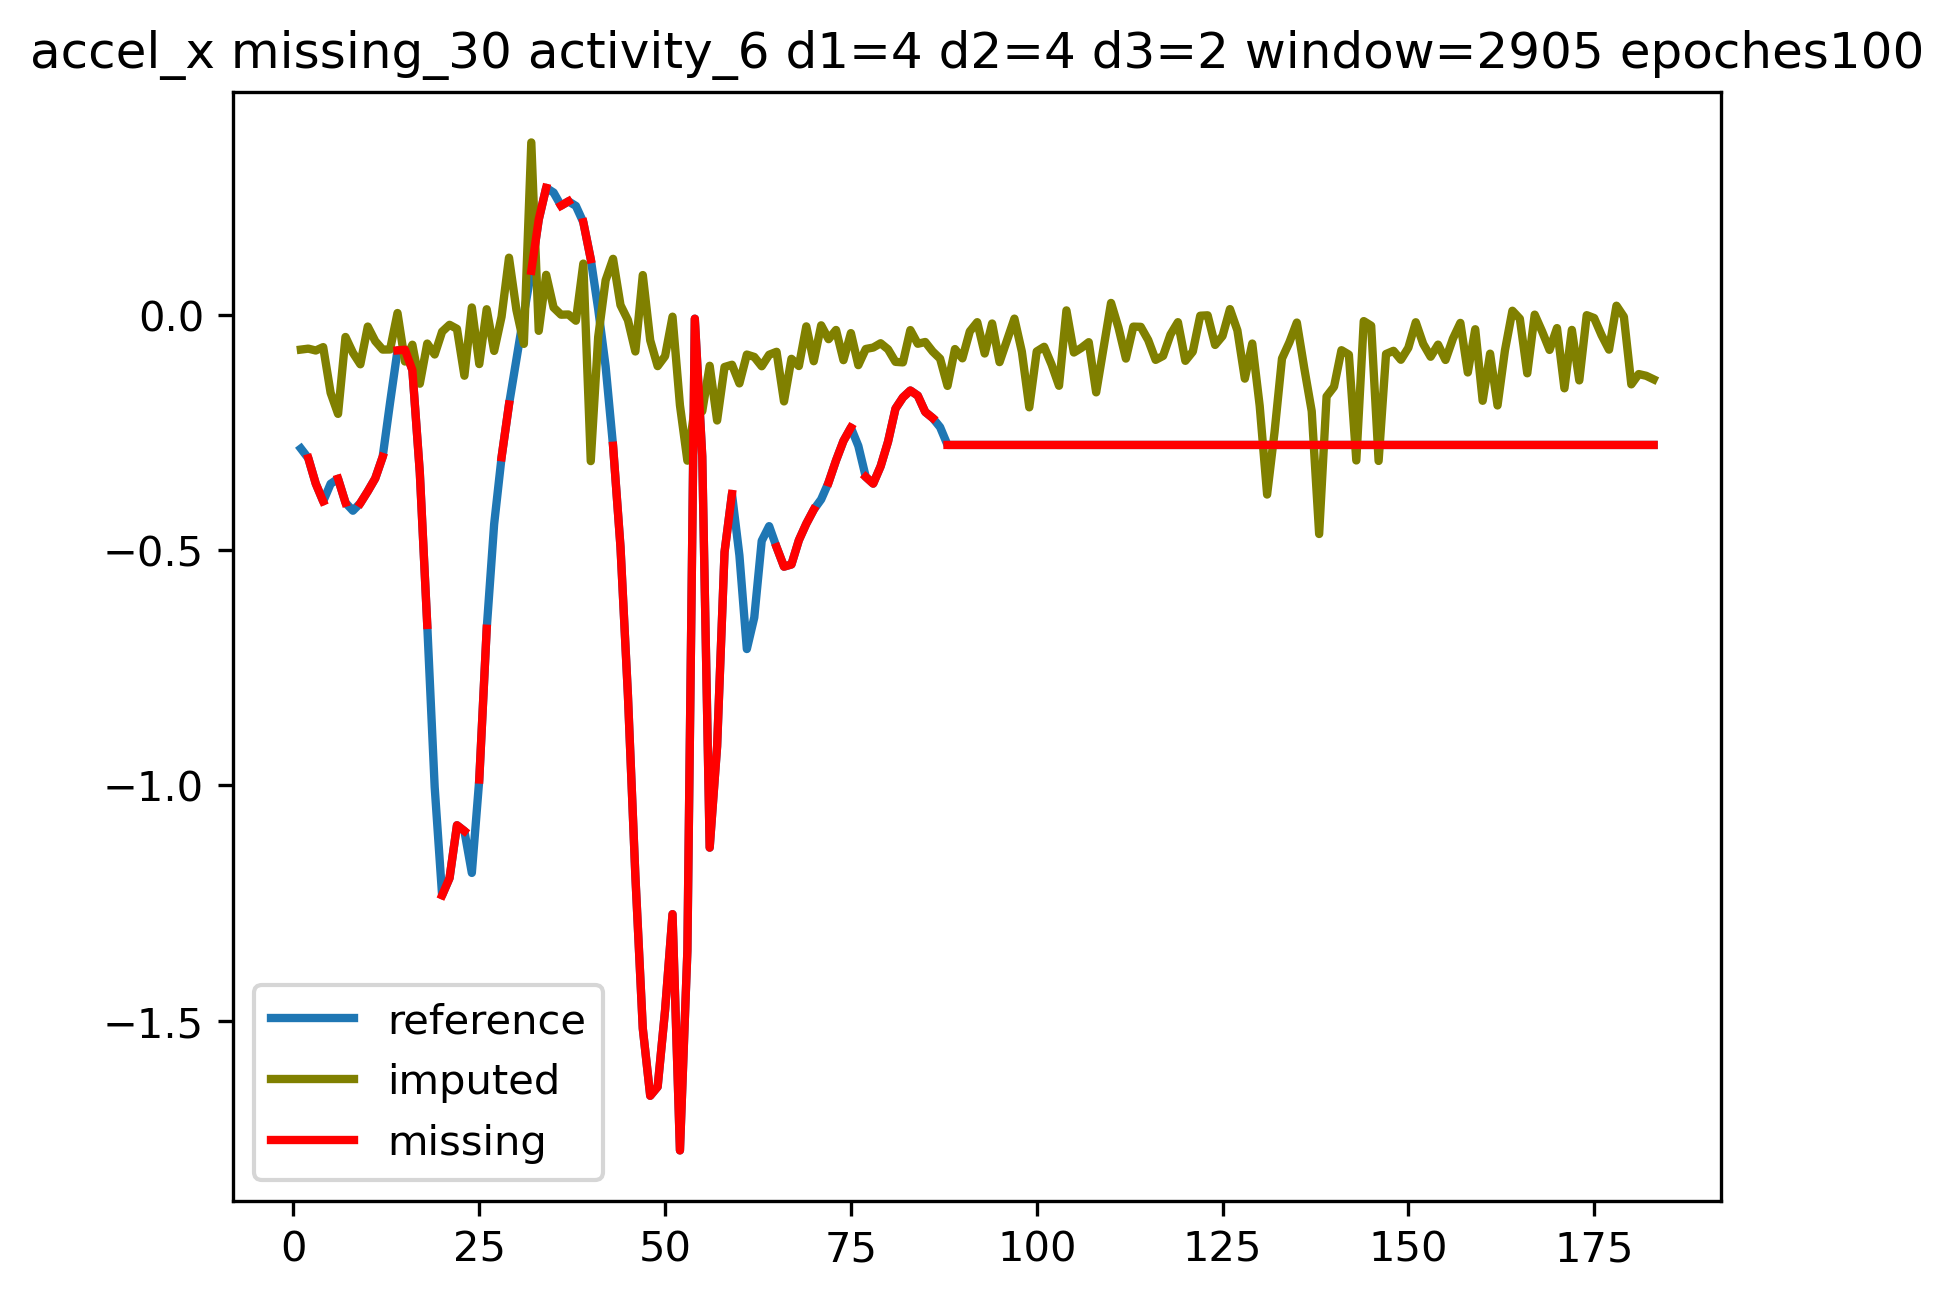 accel_x missing_30 activity_6 d1=4 d2=4 d3=2 window=2905 epoches100
0.0
−0.5
−1.0
−1.5
reference
imputed
missing
0 25 50 75 100 125 150 175